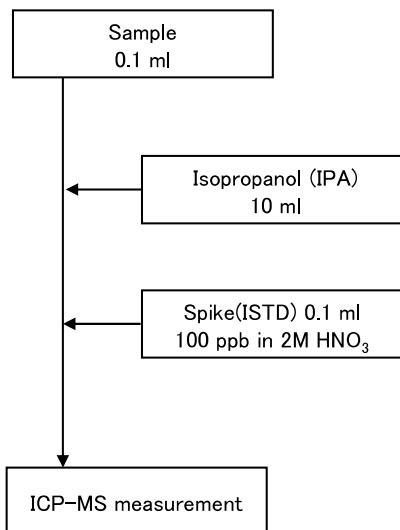 Sample
0.1 ml
Isopropanol (IPA)
10 ml
Spike(ISTD) 0.1 ml
100 ppb in 2M HNO₃
ICP-MS measurement